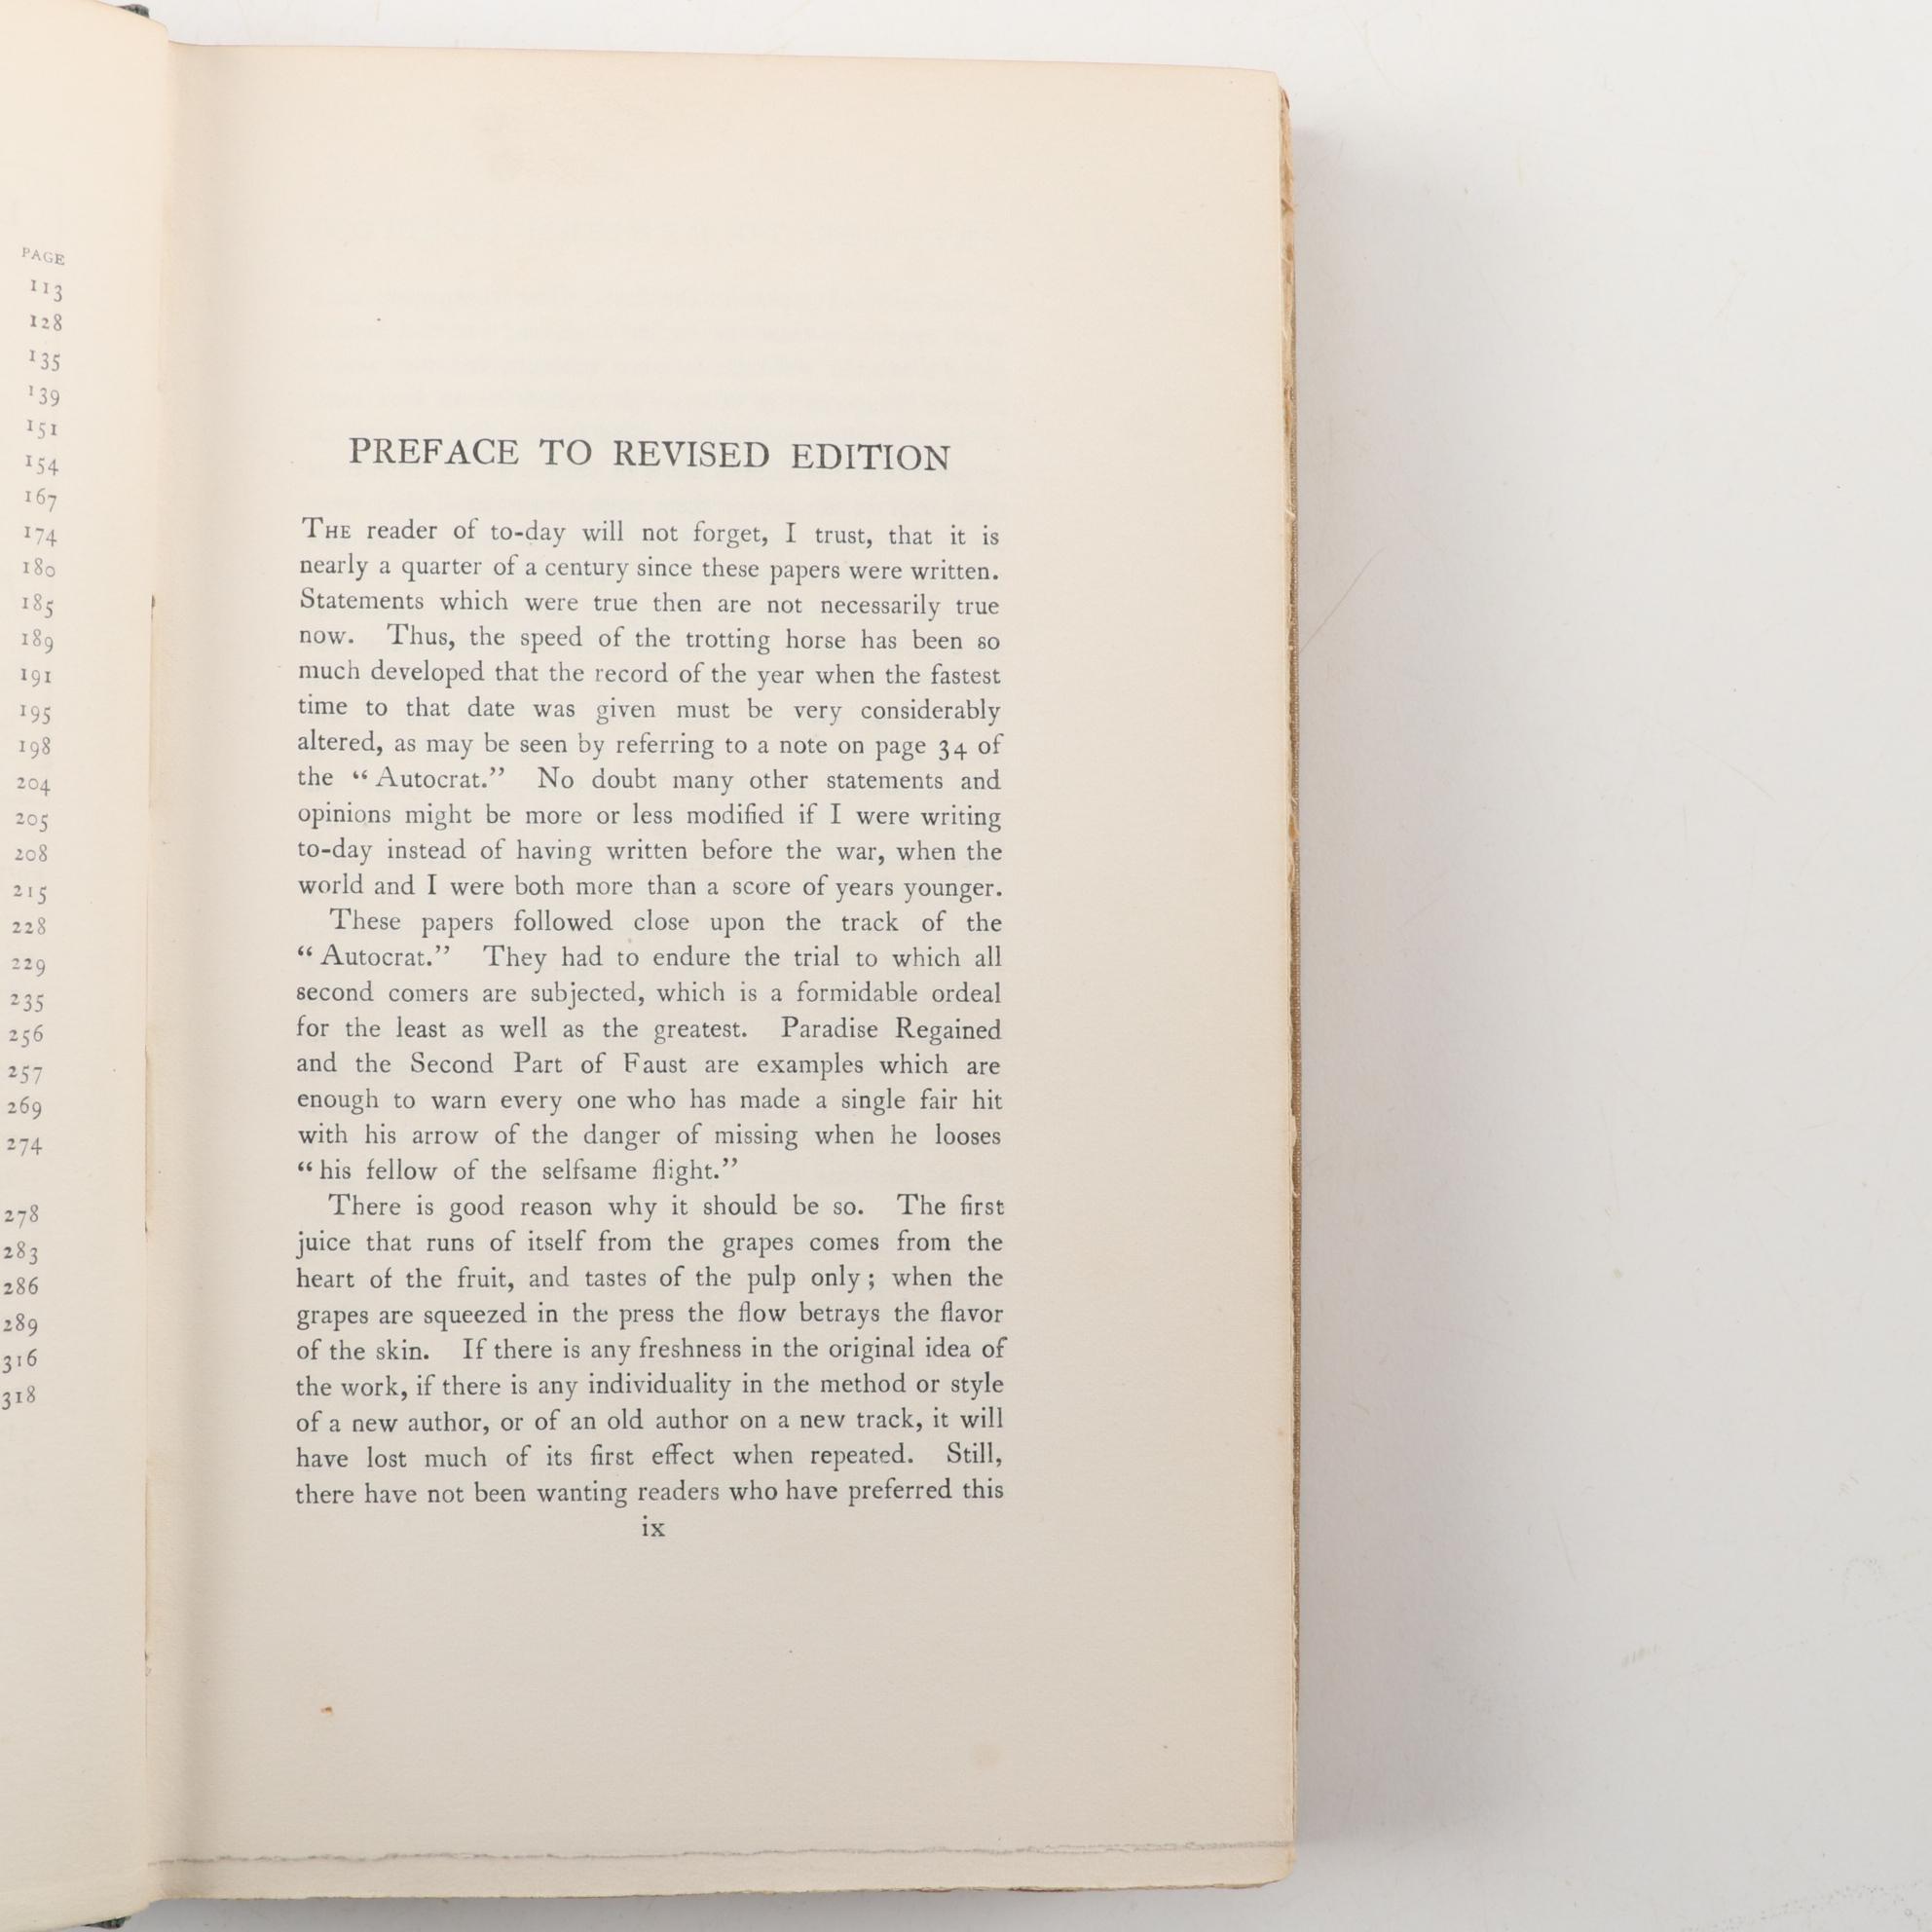 PAGE
113
128
135
139
151
154
167
174
180
185
189
191
195
198
204
205
208
215
228
229
235
256
257
269
274
278
283
286
289
316
318
PREFACE TO REVISED EDITION
THE reader of to-day will not forget, I trust, that it is
nearly a quarter of a century since these papers were written.
Statements which were true then are not necessarily true
now. Thus, the speed of the trotting horse has been so
much developed that the record of the year when the fastest
time to that date was given must be very considerably
altered, as may be seen by referring to a note on page 34 of
the “Autocrat.” No doubt many other statements and
opinions might be more or less modified if I were writing
to-day instead of having written before the war, when the
world and I were both more than a score of years younger.
These papers followed close upon the track of the
“Autocrat.” They had to endure the trial to which all
second comers are subjected, which is a formidable ordeal
for the least as well as the greatest. Paradise Regained
and the Second Part of Faust are examples which are
enough to warn every one who has made a single fair hit
with his arrow of the danger of missing when he looses
“his fellow of the selfsame flight.”
There is good reason why it should be so. The first
juice that runs of itself from the grapes comes from the
heart of the fruit, and tastes of the pulp only; when the
grapes are squeezed in the press the flow betrays the flavor
of the skin. If there is any freshness in the original idea of
the work, if there is any individuality in the method or style
of a new author, or of an old author on a new track, it will
have lost much of its first effect when repeated. Still,
there have not been wanting readers who have preferred this
ix